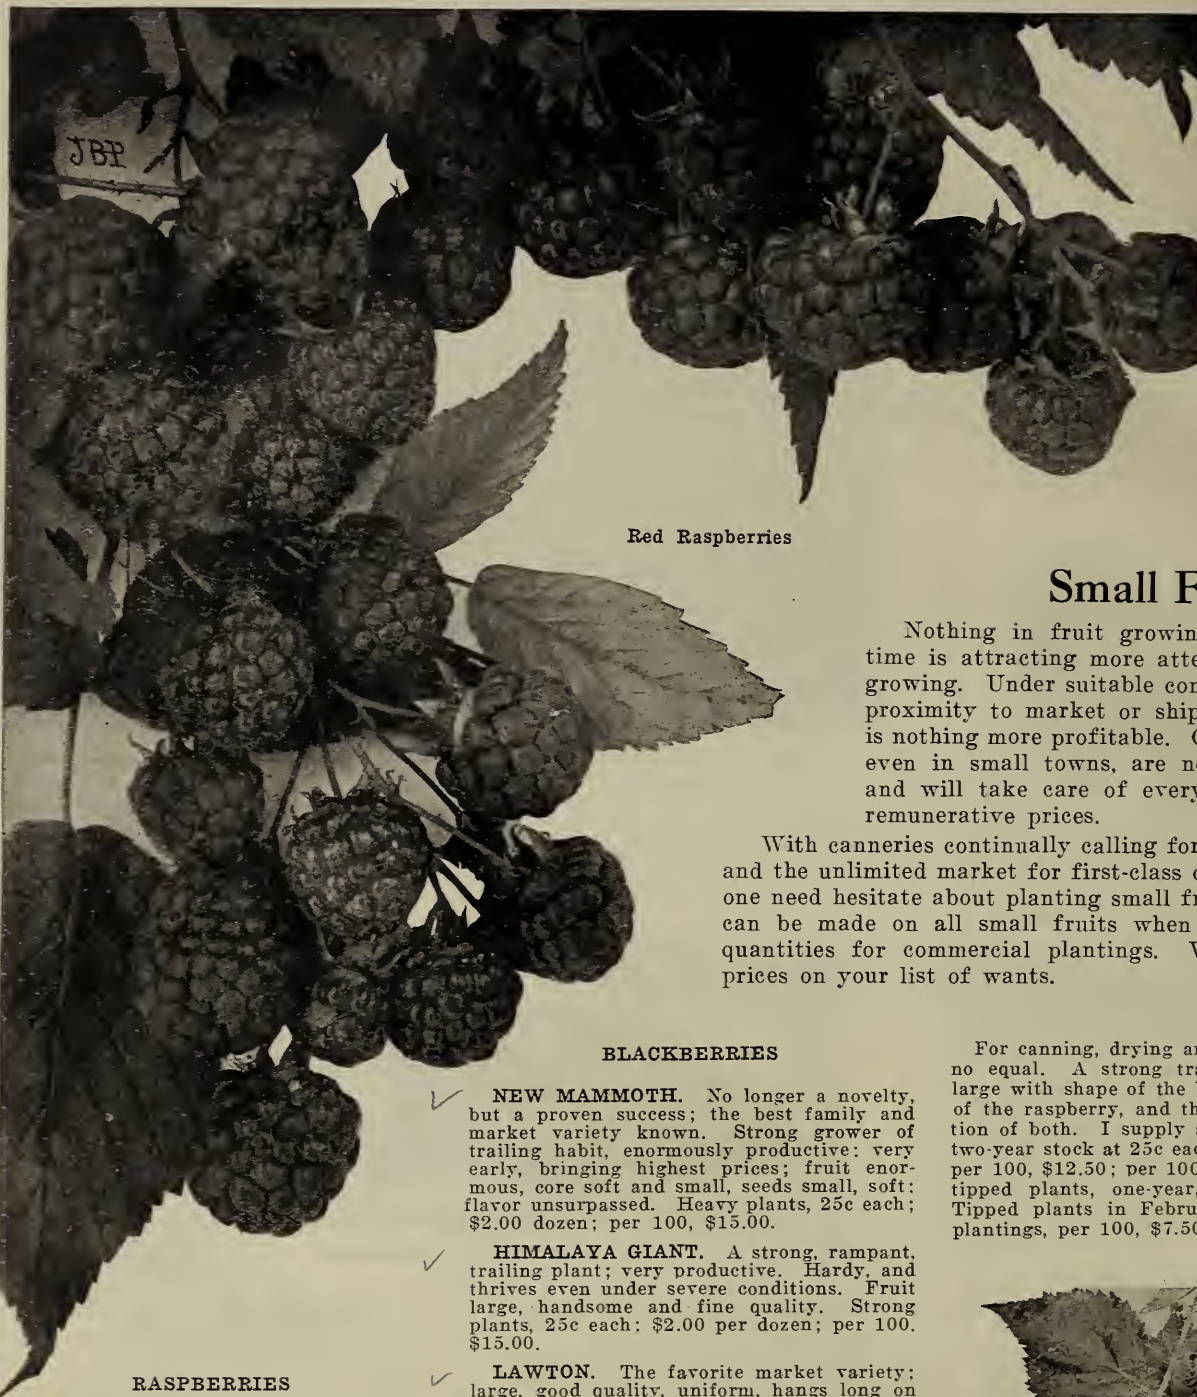 JBP
Red Raspberries
Small F
Nothing in fruit growin
time is attracting more atte
growing. Under suitable con
proximity to market or ship
is nothing more profitable.
even in small towns, are n
and will take care of every
remunerative prices.
With canneries continually calling for
and the unlimited market for first-class
one need hesitate about planting small fr
can be made on all small fruits when
quantities for commercial plantings.
prices on your list of wants.
BLACKBERRIES
NEW MAMMOTH. No longer a novelty,
but a proven success; the best family and
market variety known. Strong grower of
trailing habit, enormously productive; very
early, bringing highest prices; fruit enor-
mous, core soft and small, seeds small, soft;
flavor unsurpassed. Heavy plants, 25c each;
$2.00 dozen; per 100, $15.00.
HIMALAYA GIANT. A strong, rampant,
trailing plant; very productive. Hardy, and
thrives even under severe conditions. Fruit
large, handsome and fine quality. Strong
plants, 25c each; $2.00 per dozen; per 100,
$15.00.
LAWTON. The favorite market variety;
large, good quality, uniform, hangs long on
For canning, drying a
no equal. A strong tra
large with shape of the
of the raspberry, and th
tion of both. I supply
two-year stock at 25c eac
per 100, $12.50; per 100
tipped plants, one-year,
Tipped plants in Febru
plantings, per 100, $7.50
RASPBERRIES